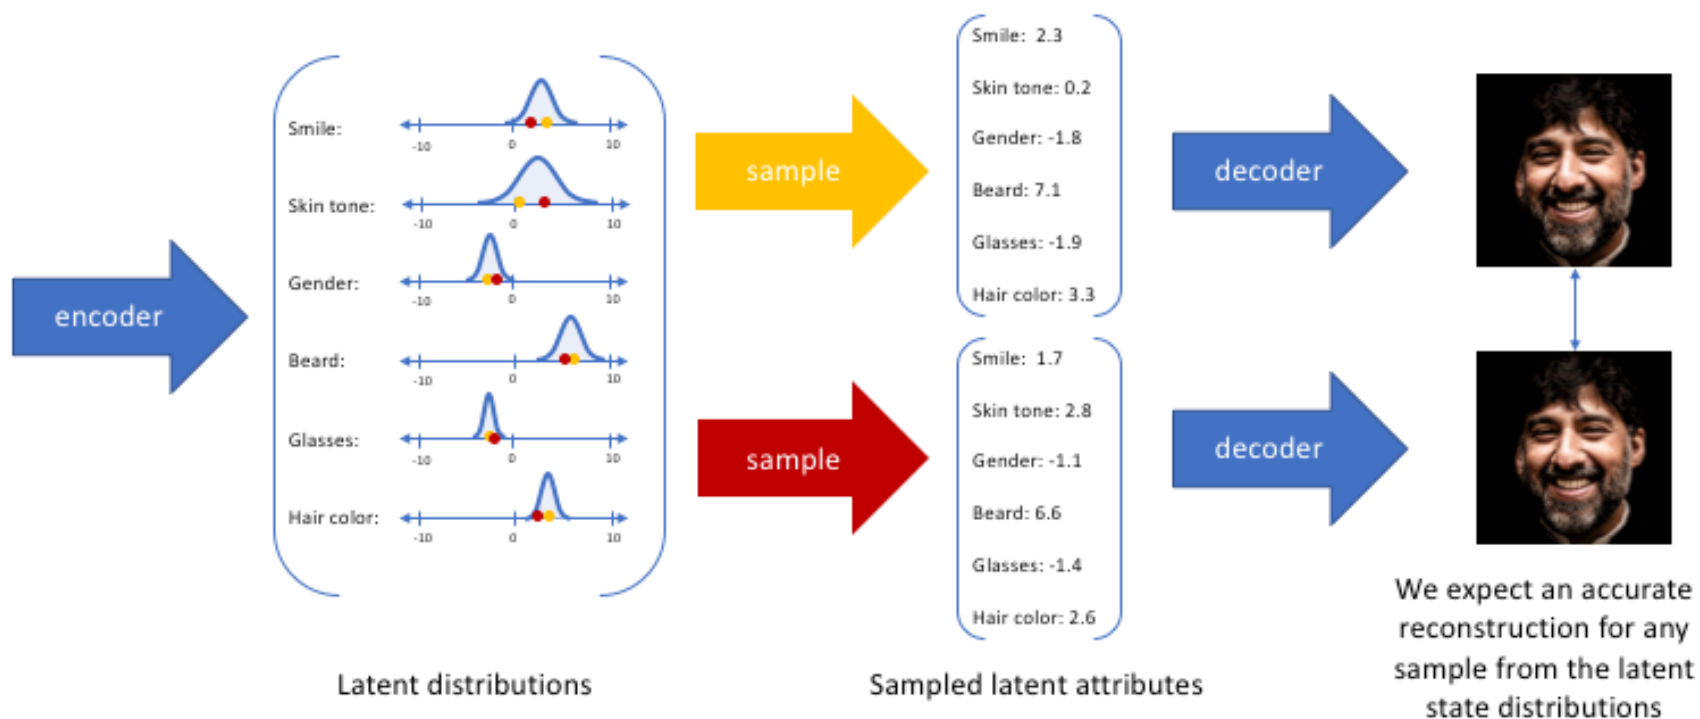 encoder
Smile:
-10 0 10
Skin tone:
-10 0 10
Gender:
-10 0 10
Beard:
-10 0 10
Glasses:
-10 0 10
Hair color:
-10 0 10
Latent distributions
sample
sample
Smile: 2.3
Skin tone: 0.2
Gender: -1.8
Beard: 7.1
Glasses: -1.9
Hair color: 3.3
Smile: 1.7
Skin tone: 2.8
Gender: -1.1
Beard: 6.6
Glasses: -1.4
Hair color: 2.6
Sampled latent attributes
decoder
decoder
We expect an accurate
reconstruction for any
sample from the latent
state distributions